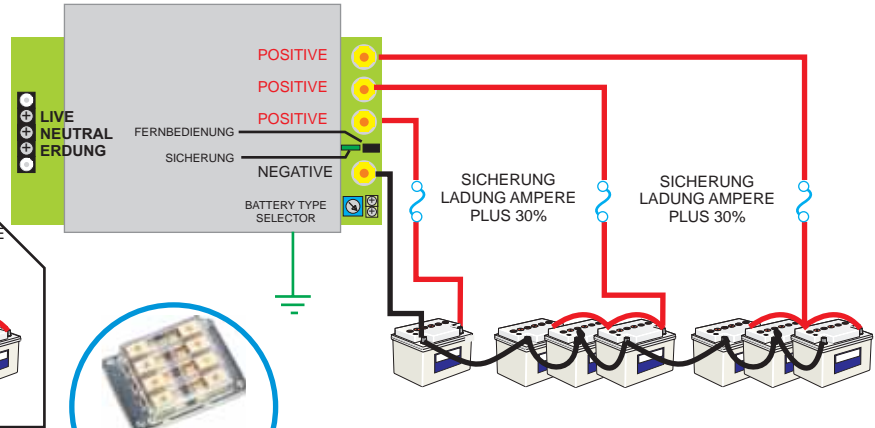 POSITIVE
POSITIVE
POSITIVE
LIVE
NEUTRAL
ERDUNG
FERNBEDIENUNG
SICHERUNG
NEGATIVE
BATTERY TYPE
SELECTOR
SICHERUNG
LADUNG AMPERE
PLUS 30%
SICHERUNG
LADUNG AMPERE
PLUS 30%